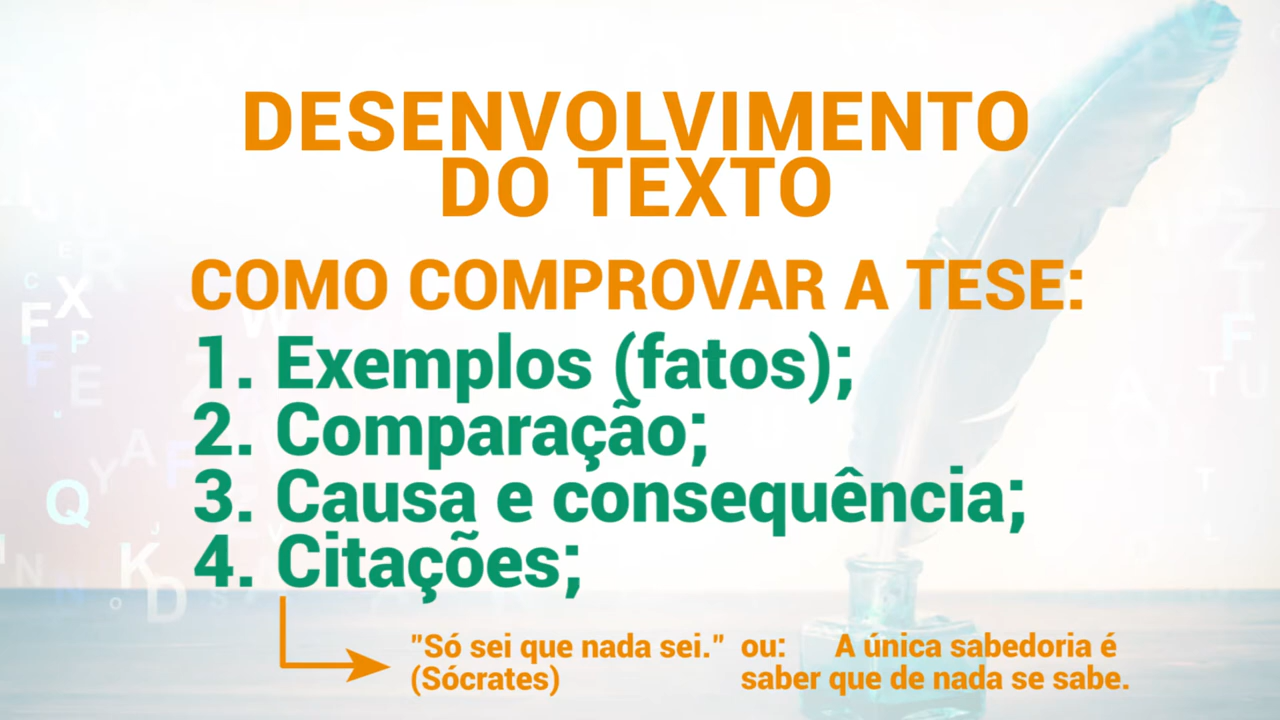 DESENVOLVIMENTO
DO TEXTO
COMO COMPROVAR A TESE:
1. Exemplos (fatos);
2. Comparação;
3. Causa e consequência;
4. Citações;
"Só sei que nada sei." ou: A única sabedoria é
(Sócrates) saber que de nada se sabe.